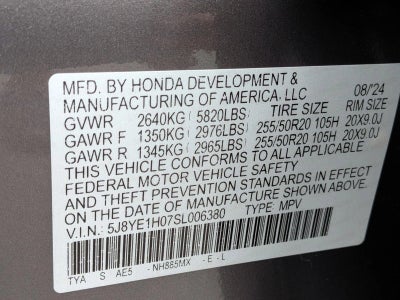 MFD. BY HONDA DEVELOPMENT & 08/'24
MANUFACTURING OF AMERICA, LLC
GVWR 2640KG(5820LBS) TIRE SIZE RIM SIZE
GAWR F 1350KG(2976LBS) 255/50R20 105H 20X9.0J
GAWR R 1345KG(2965LBS) 255/50R20 105H 20X9.0J
THIS VEHICLE CONFORMS TO ALL APPLICABLE
FEDERAL MOTOR VEHICLE SAFETY
AND THEFT PREVENTION STANDARDS IN EFFECT
ON THE DATE OF MANUFACTURE SHOWN ABOVE.
V.I.N.: 5J8YE1H07SL006380 TYPE: MPV
TYA S AE5 - NH885MX - E - L